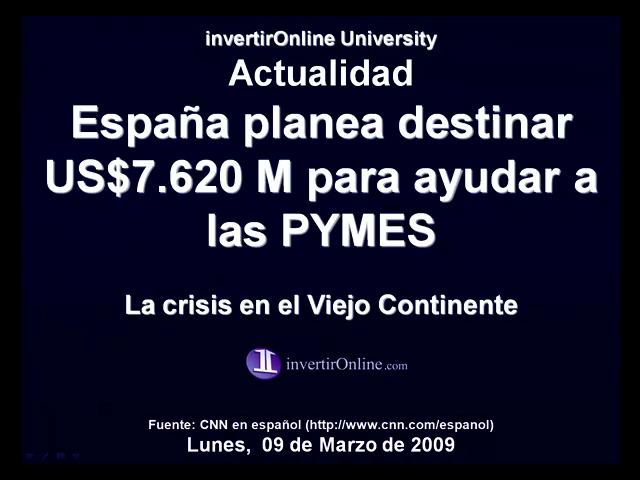 invertirOnline University
Actualidad
España planea destinar
US$7.620 M para ayudar a
las PYMES
La crisis en el Viejo Continente
invertirOnline.com
Fuente: CNN en español (http://www.cnn.com/espanol)
Lunes, 09 de Marzo de 2009